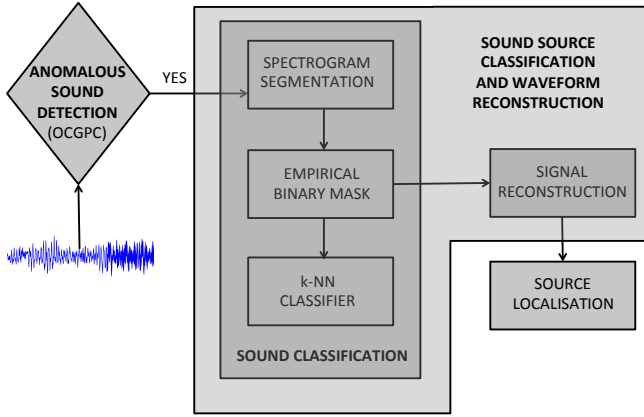 ANOMALOUS
SOUND
DETECTION
(OCGPC)
YES
SPECTROGRAM
SEGMENTATION
EMPIRICAL
BINARY MASK
k-NN
CLASSIFIER
SOUND CLASSIFICATION
SOUND SOURCE
CLASSIFICATION
AND WAVEFORM
RECONSTRUCTION
SIGNAL
RECONSTRUCTION
SOURCE
LOCALISATION